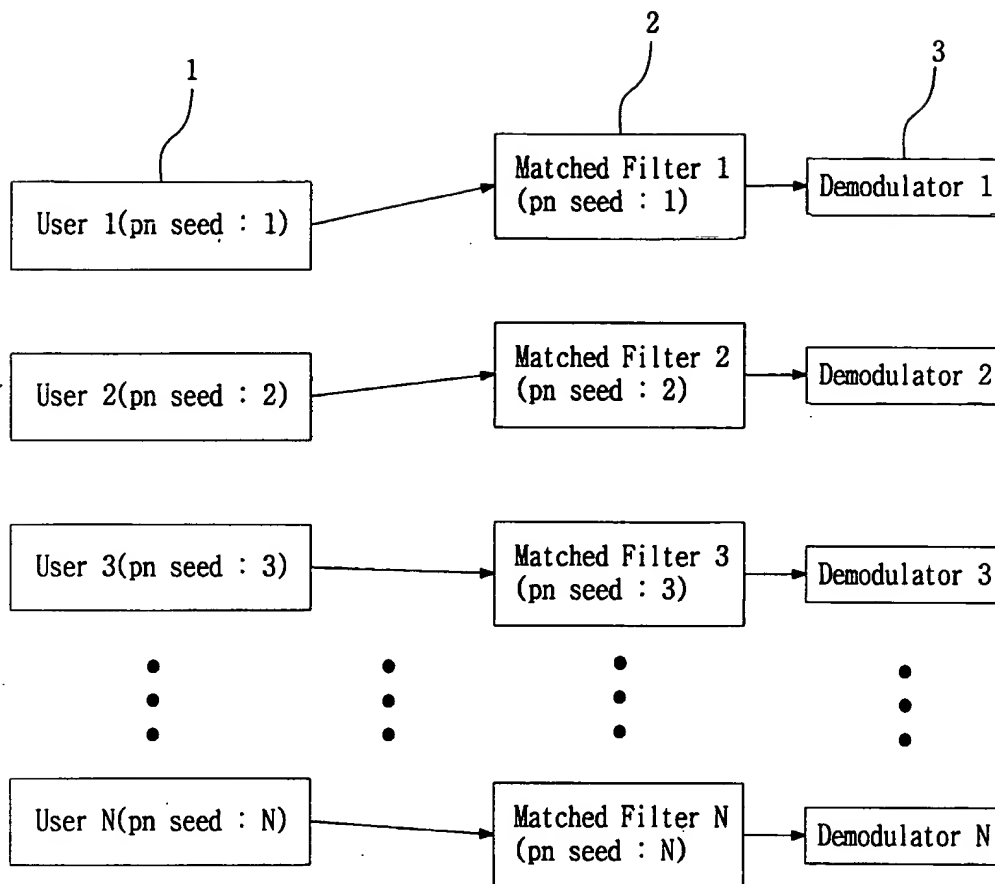 1
2
3
User 1(pn seed : 1)
Matched Filter 1
(pn seed : 1)
Demodulator 1
User 2(pn seed : 2)
Matched Filter 2
(pn seed : 2)
Demodulator 2
User 3(pn seed : 3)
Matched Filter 3
(pn seed : 3)
Demodulator 3
User N(pn seed : N)
Matched Filter N
(pn seed : N)
Demodulator N